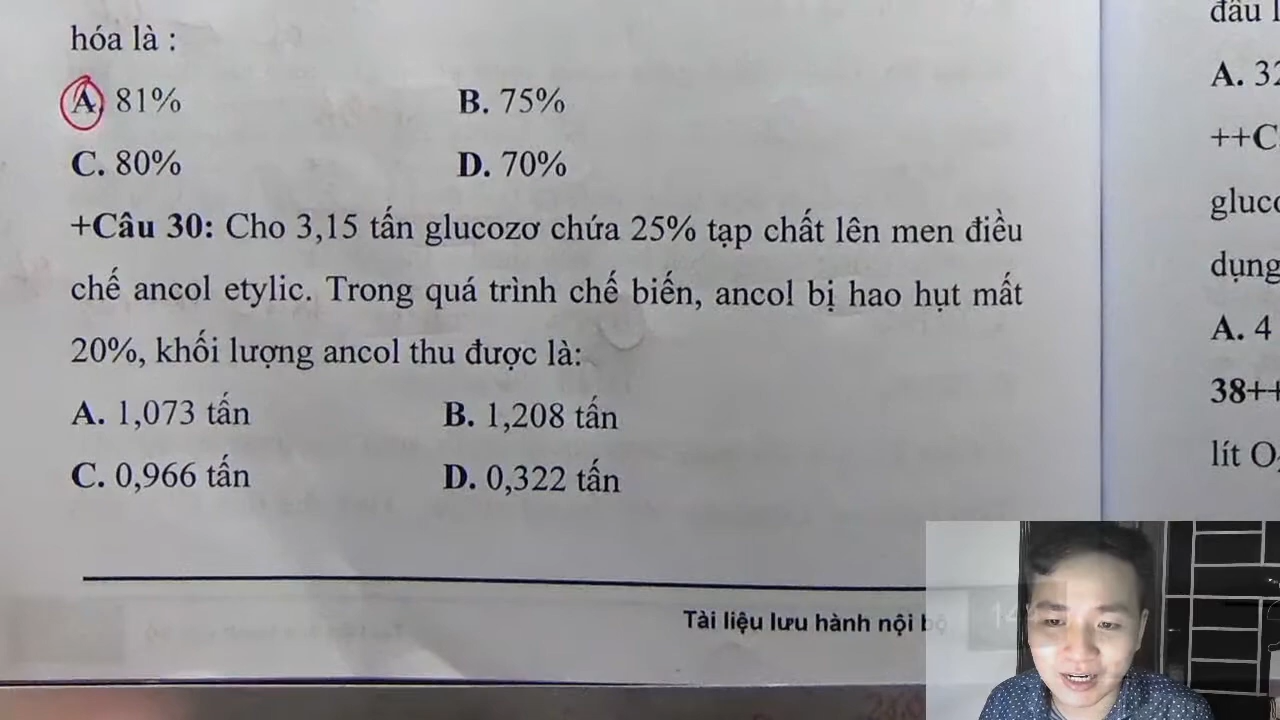 hóa là :
A. 81% B. 75%
C. 80% D. 70%
+Câu 30: Cho 3,15 tấn glucozơ chứa 25% tạp chất lên men điều
chế ancol etylic. Trong quá trình chế biến, ancol bị hao hụt mất
20%, khối lượng ancol thu được là:
A. 1,073 tấn B. 1,208 tấn
C. 0,966 tấn D. 0,322 tấn
Tài liệu lưu hành nội bộ
đầu
A. 32
++C
gluco
dụng
A. 4
38++
lít O